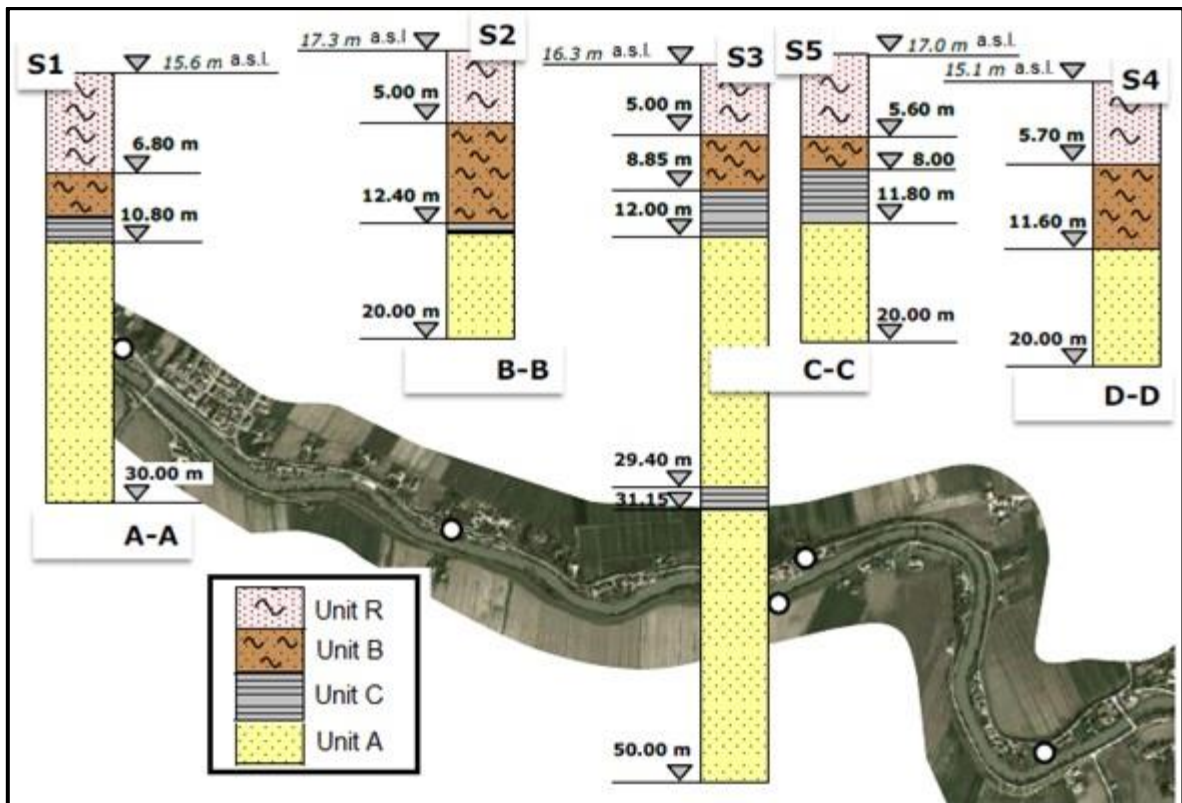 S1
15.6 m a.s.l.
6.80 m
10.80 m
30.00 m
A-A
17.3 m a.s.l
S2
5.00 m
12.40 m
20.00 m
B-B
16.3 m a.s.l.
S3
5.00 m
8.85 m
12.00 m
29.40 m
31.15
50.00 m
S5
17.0 m a.s.l.
5.60 m
8.00
11.80 m
20.00 m
C-C
15.1 m a.s.l.
S4
5.70 m
11.60 m
20.00 m
D-D
Unit R
Unit B
Unit C
Unit A